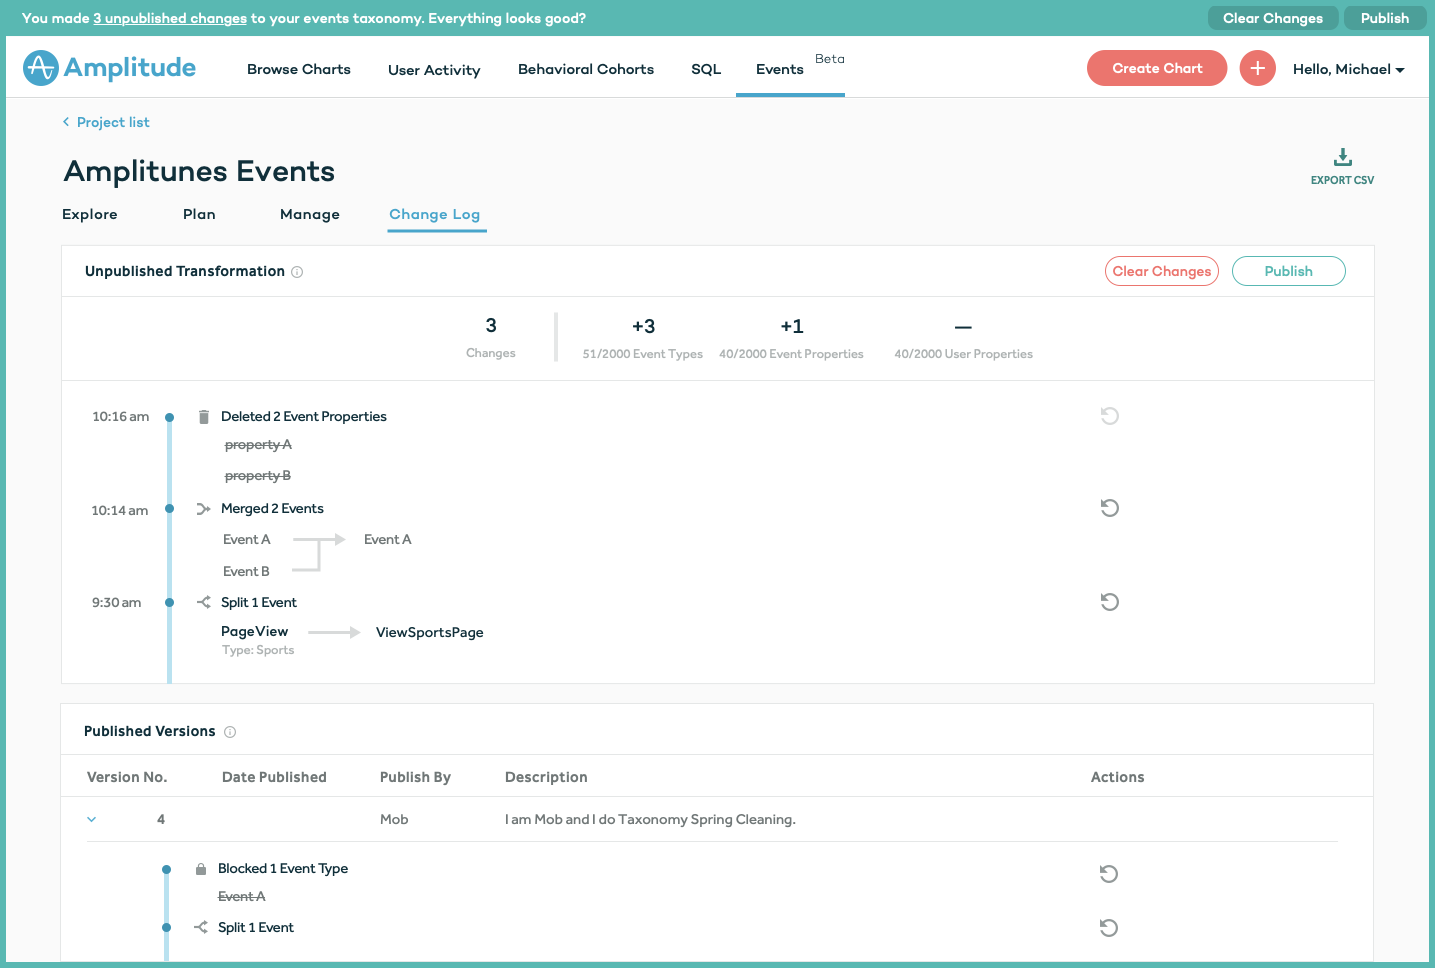 You made 3 unpublished changes to your events taxonomy. Everything looks good?
Clear Changes
Publish
Amplitude
Browse Charts
User Activity
Behavioral Cohorts
SQL
Events
Beta
Create Chart
Hello, Michael
Project list
Amplitunes Events
EXPORT CSV
Explore
Plan
Manage
Change Log
Unpublished Transformation
Clear Changes
Publish
3
Changes
+3
51/2000 Event Types
+1
40/2000 Event Properties
—
40/2000 User Properties
10:16 am
Deleted 2 Event Properties
property A
property B
10:14 am
Merged 2 Events
Event A
Event A
Event B
9:30 am
Split 1 Event
PageView
ViewSportsPage
Type: Sports
Published Versions
Version No.
Date Published
Publish By
Description
Actions
4
Mob
I am Mob and I do Taxonomy Spring Cleaning.
Blocked 1 Event Type
Event A
Split 1 Event